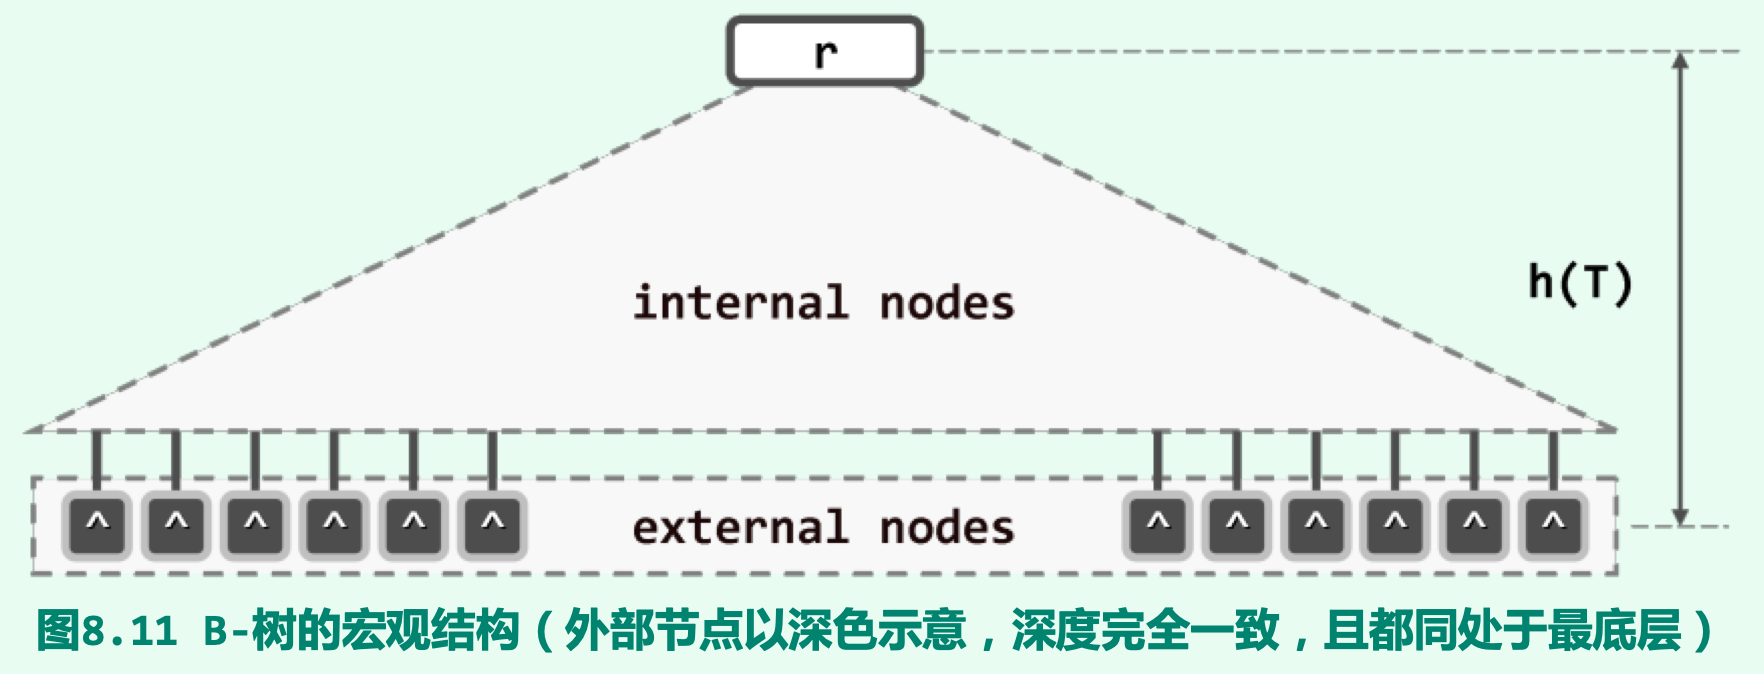 r
internal nodes
h(T)
^ ^ ^ ^ ^ ^ external nodes ^ ^ ^ ^ ^ ^
图8.11 B-树的宏观结构（外部节点以深色示意，深度完全一致，且都同处于最底层）